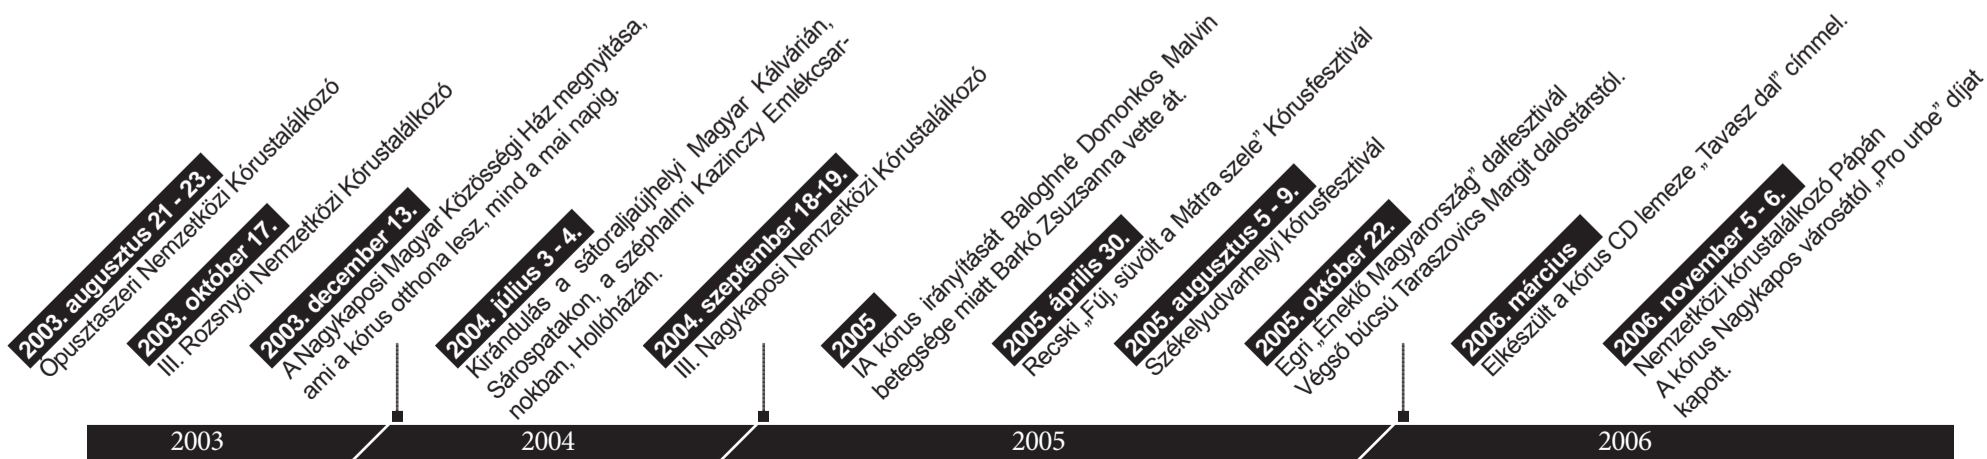 2003. augusztus 21 - 23.
Ópusztaszeri Nemzetközi Kórustalálkozó
2003. október 17.
III. Rozsnyói Nemzetközi Kórustalálkozó
2003. december 13.
A Nagykaposi Magyar Közösségi Ház megnyitása,
ami a kórus otthona lesz, mind a mai napig.
2004. július 3 - 4.
Kirándulás a sátoraljaújhelyi Magyar Kálvárián,
Sárospatakon, a széphalmi Kazinczy Emlékcsar-
nokban, Hollóházán.
2004. szeptember 18-19.
III. Nagykaposi Nemzetközi Kórustalálkozó
2005
IA kórus irányítását Baloghné Domonkos Malvin
betegsége miatt Barkó Zsuzsanna vette át.
2005. április 30.
Recski „Fúj, süvölt a Mátra szele” Kórusfesztivál
2005. augusztus 5 - 9.
Székelyudvarhelyi kórusfesztivál
2005. október 22.
Egri „Éneklő Magyarország” dalfesztivál
Végső búcsú Taraszovics Margit dalostárstól.
2006. március
Elkészült a kórus CD lemeze „Tavasz dal” címmel.
2006. november 5 - 6.
Nemzetközi kórustalálkozó Pápán
A kórus Nagykapos városától „Pro urbe” díjat
kapott.
2003
2004
2005
2006